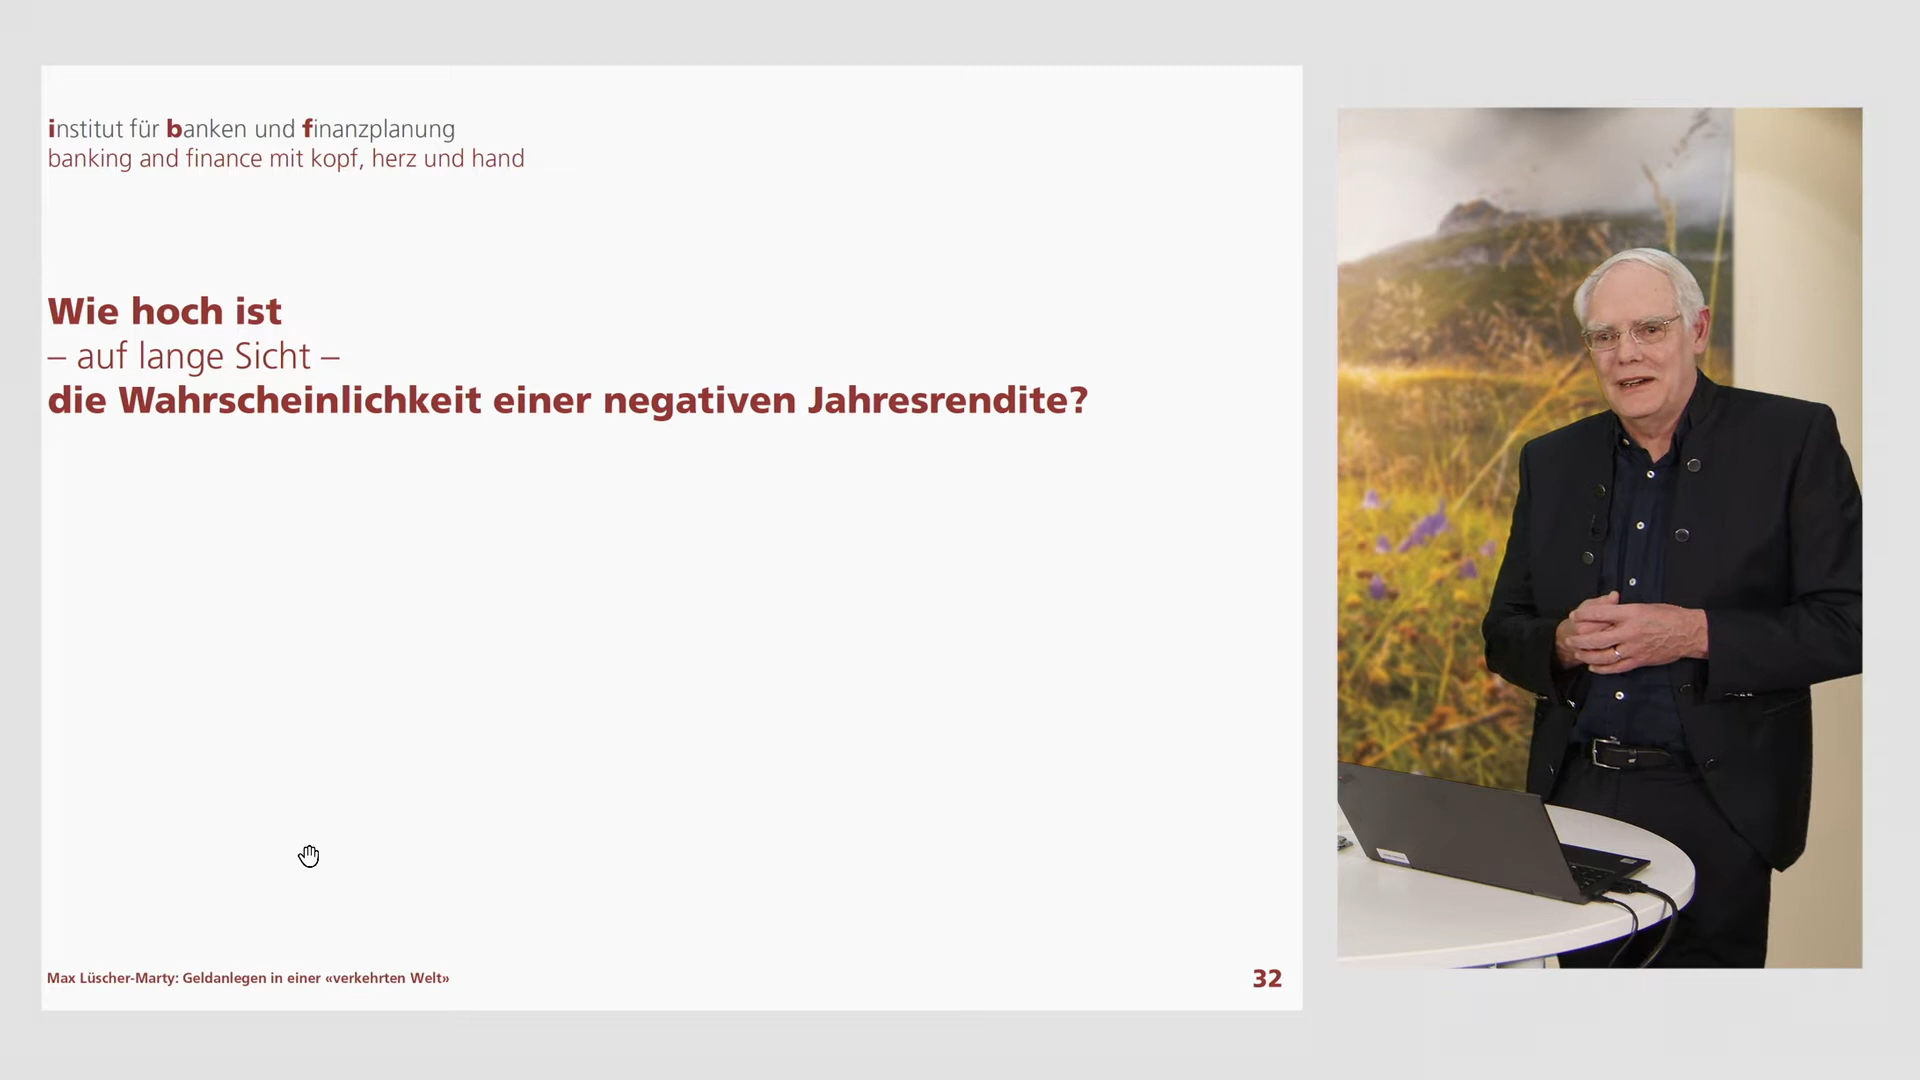 institut für banken und finanzplanung
banking and finance mit kopf, herz und hand
Wie hoch ist
– auf lange Sicht –
die Wahrscheinlichkeit einer negativen Jahresrendite?
Max Lüscher-Marty: Geldanlegen in einer «verkehrten Welt»
32